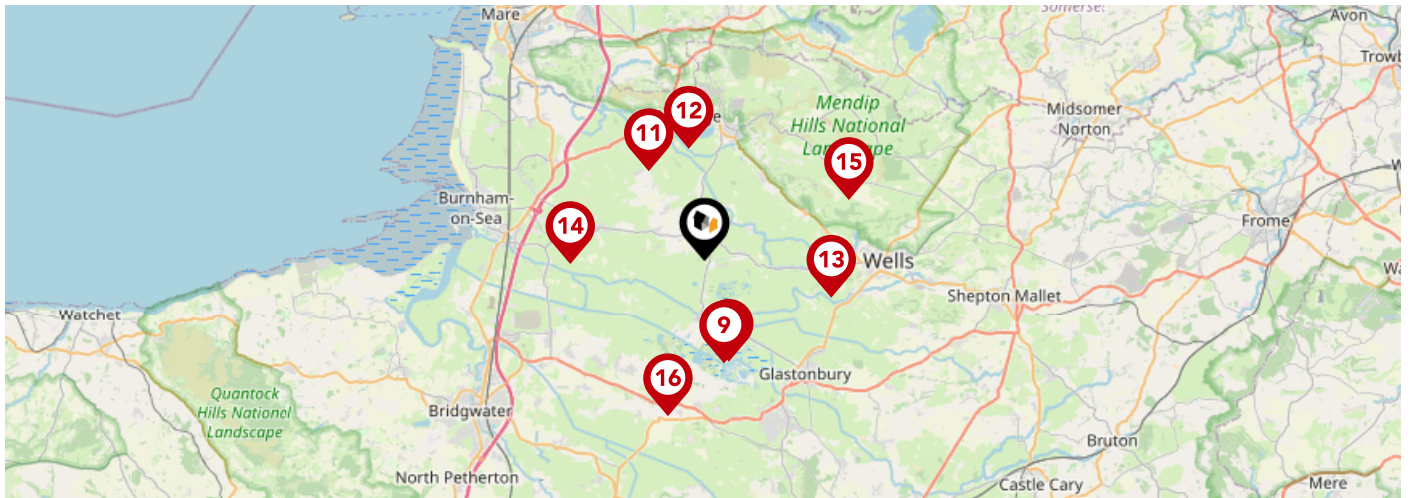 Mare
Somerset
Avon
Trowb
12
11
Mendip
Hills National
Landscape
15
Midsomer
Norton
Burnham-
on-Sea
14
Frome
13
Wells
Shepton Mallet
Watchet
9
Glastonbury
16
Quantock
Hills National
Landscape
Bridgwater
Bruton
North Petherton
Castle Cary
Mere